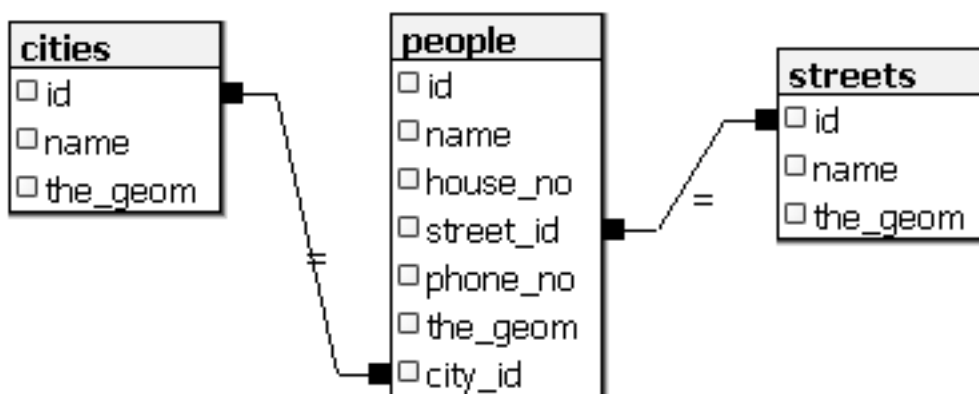 cities
id
name
the_geom
people
id
name
house_no
street_id
phone_no
the_geom
city_id
streets
id
name
the_geom
=
=